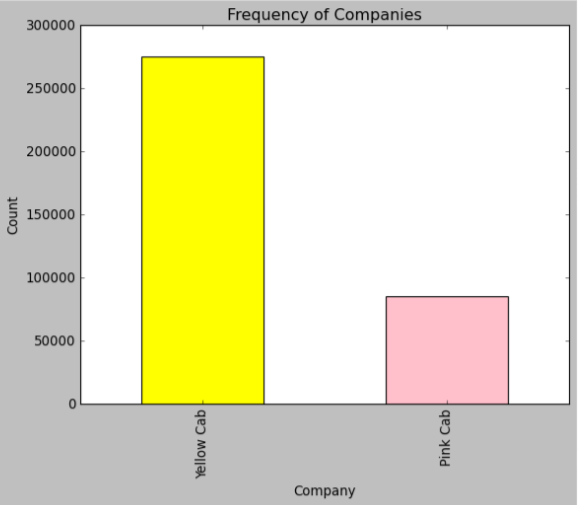 Frequency of Companies
300000
250000
200000
150000
100000
50000
0
Count
Yellow Cab
Pink Cab
Company